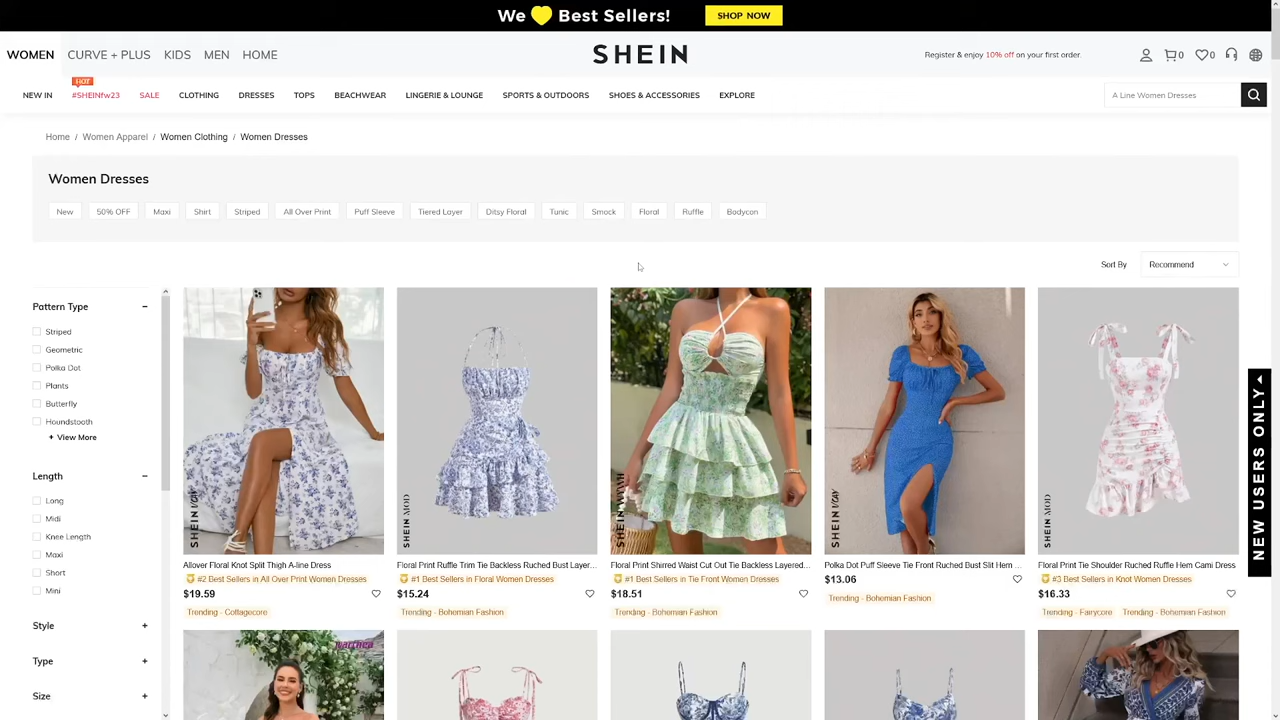 We Best Sellers! SHOP NOW
WOMEN CURVE + PLUS KIDS MEN HOME
SHEIN
Register & enjoy 10% off on your first order.
0 0
HOT
NEW IN #SHEINfw23 SALE CLOTHING DRESSES TOPS BEACHWEAR LINGERIE & LOUNGE SPORTS & OUTDOORS SHOES & ACCESSORIES EXPLORE
A Line Women Dresses
Home / Women Apparel / Women Clothing / Women Dresses
Women Dresses
New 50% OFF Maxi Shirt Striped All Over Print Puff Sleeve Tiered Layer Ditsy Floral Tunic Smock Floral Ruffle Bodycon
Sort By Recommend
Pattern Type −
Striped
Geometric
Polka Dot
Plants
Butterfly
Houndstooth
+ View More
Length −
Long
Midi
Knee Length
Maxi
Short
Mini
Style +
Type +
Size +
SHEIN VCAY
Allover Floral Knot Split Thigh A-line Dress
#2 Best Sellers in All Over Print Women Dresses
$19.59
Trending - Cottagecore
SHEIN MOD
Floral Print Ruffle Trim Tie Backless Ruched Bust Layer...
#1 Best Sellers in Floral Women Dresses
$15.24
Trending - Bohemian Fashion
SHEIN WYWH
Floral Print Shirred Waist Cut Out Tie Backless Layered...
#1 Best Sellers in Tie Front Women Dresses
$18.51
Trending - Bohemian Fashion
SHEIN VCAY
Polka Dot Puff Sleeve Tie Front Ruched Bust Slit Hem ...
$13.06
Trending - Bohemian Fashion
SHEIN MOD
Floral Print Tie Shoulder Ruched Ruffle Hem Cami Dress
#3 Best Sellers in Knot Women Dresses
$16.33
Trending - Fairycore Trending - Bohemian Fashion
NEW USERS ONLY